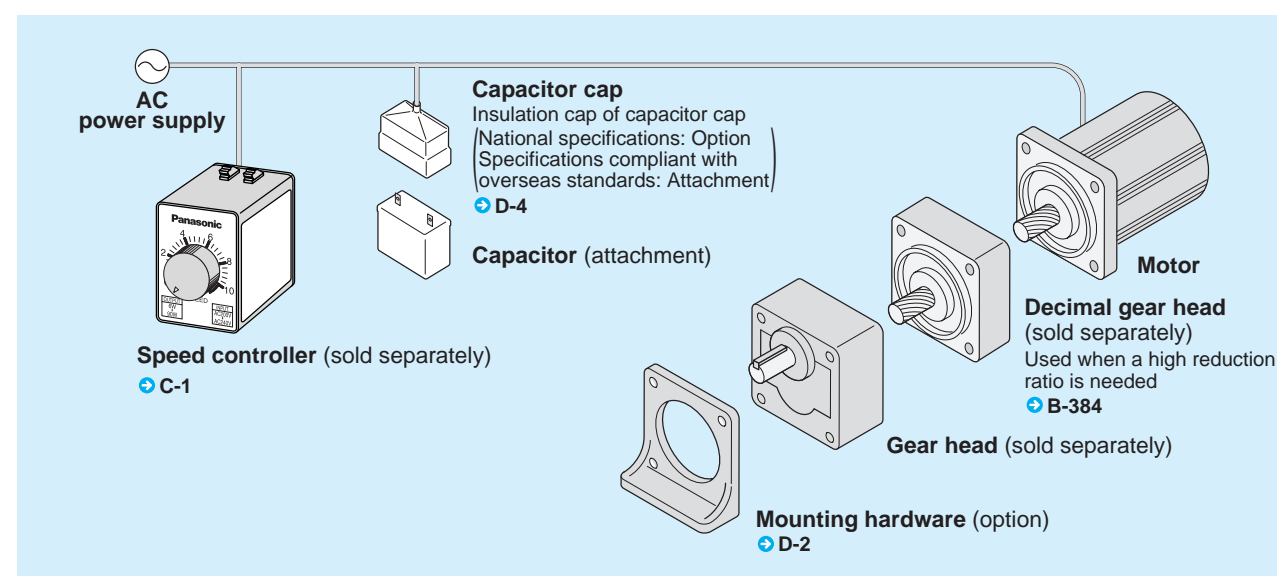 AC
power supply
Capacitor cap
Insulation cap of capacitor cap
(National specifications: Option
Specifications compliant with
overseas standards: Attachment)
D-4
Capacitor (attachment)
Panasonic
2
4
6
8
10
Speed controller (sold separately)
C-1
Motor
Decimal gear head
(sold separately)
Used when a high reduction
ratio is needed
B-384
Gear head (sold separately)
Mounting hardware (option)
D-2